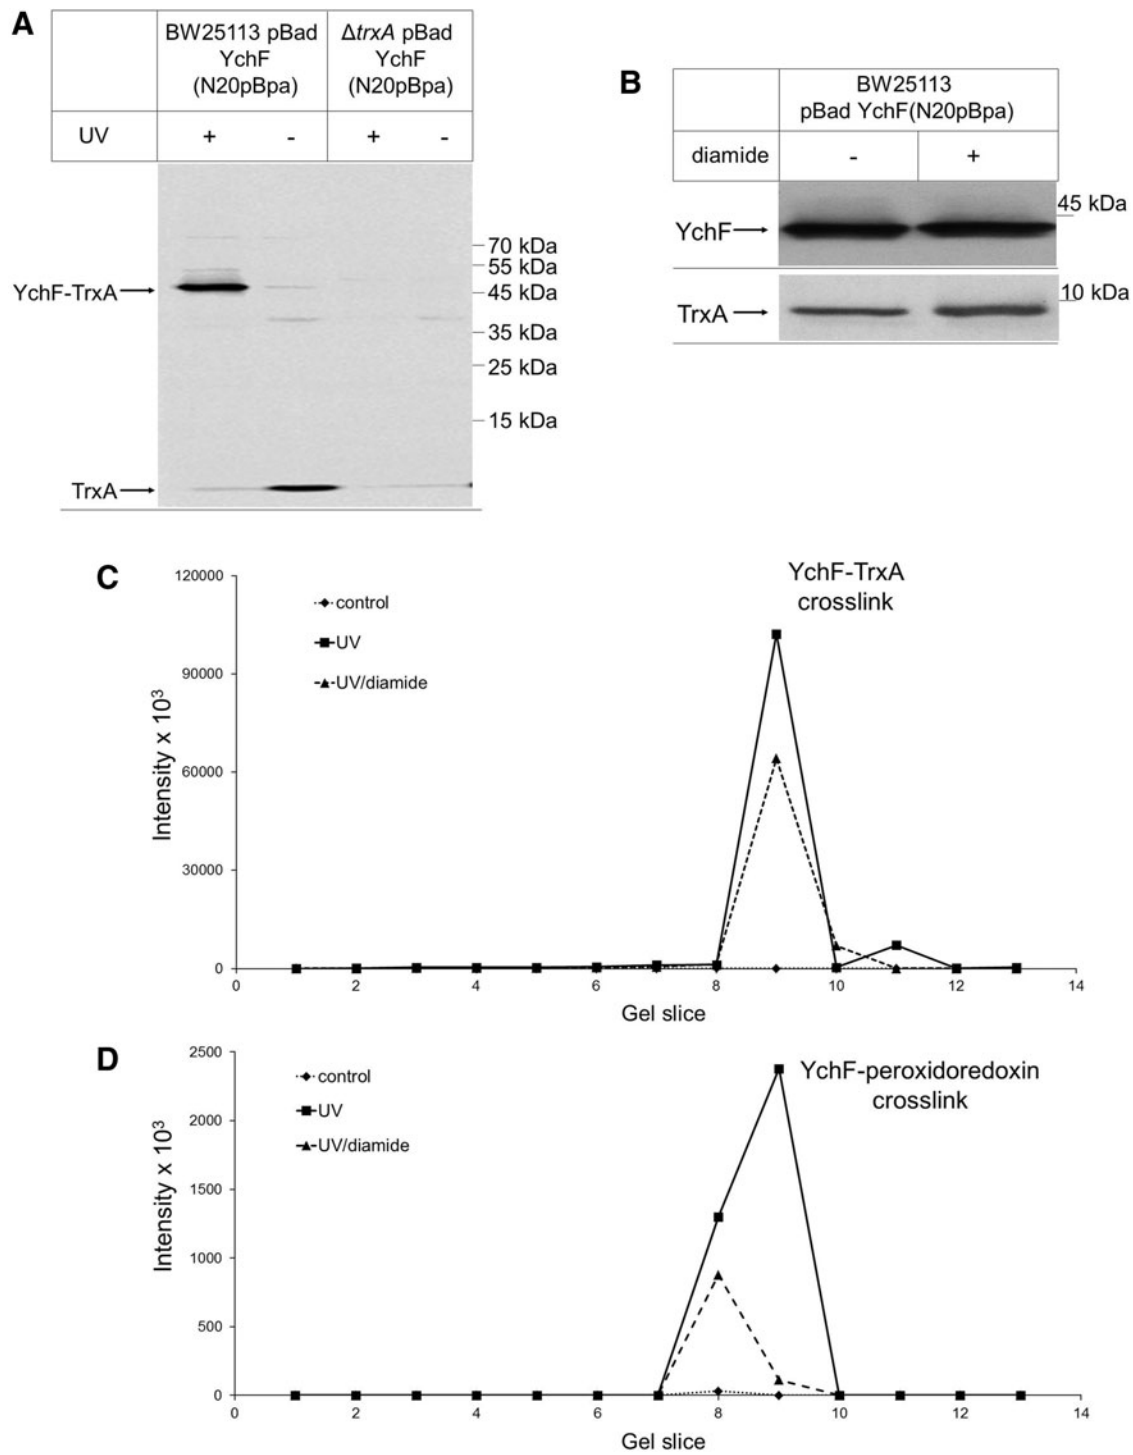 A
BW25113 pBad
YchF
(N20pBpa)
ΔtrxA pBad
YchF
(N20pBpa)
UV
+
-
+
-
70 kDa
55 kDa
YchF-TrxA
45 kDa
35 kDa
25 kDa
15 kDa
TrxA
B
BW25113
pBad YchF(N20pBpa)
diamide
-
+
45 kDa
YchF
10 kDa
TrxA
C
YchF-TrxA
crosslink
control
UV
UV/diamide
120000
90000
60000
30000
0
Intensity x 10³
0 2 4 6 8 10 12 14
Gel slice
D
YchF-peroxidoredoxin
crosslink
control
UV
UV/diamide
2500
2000
1500
1000
500
0
Intensity x 10³
0 2 4 6 8 10 12 14
Gel slice